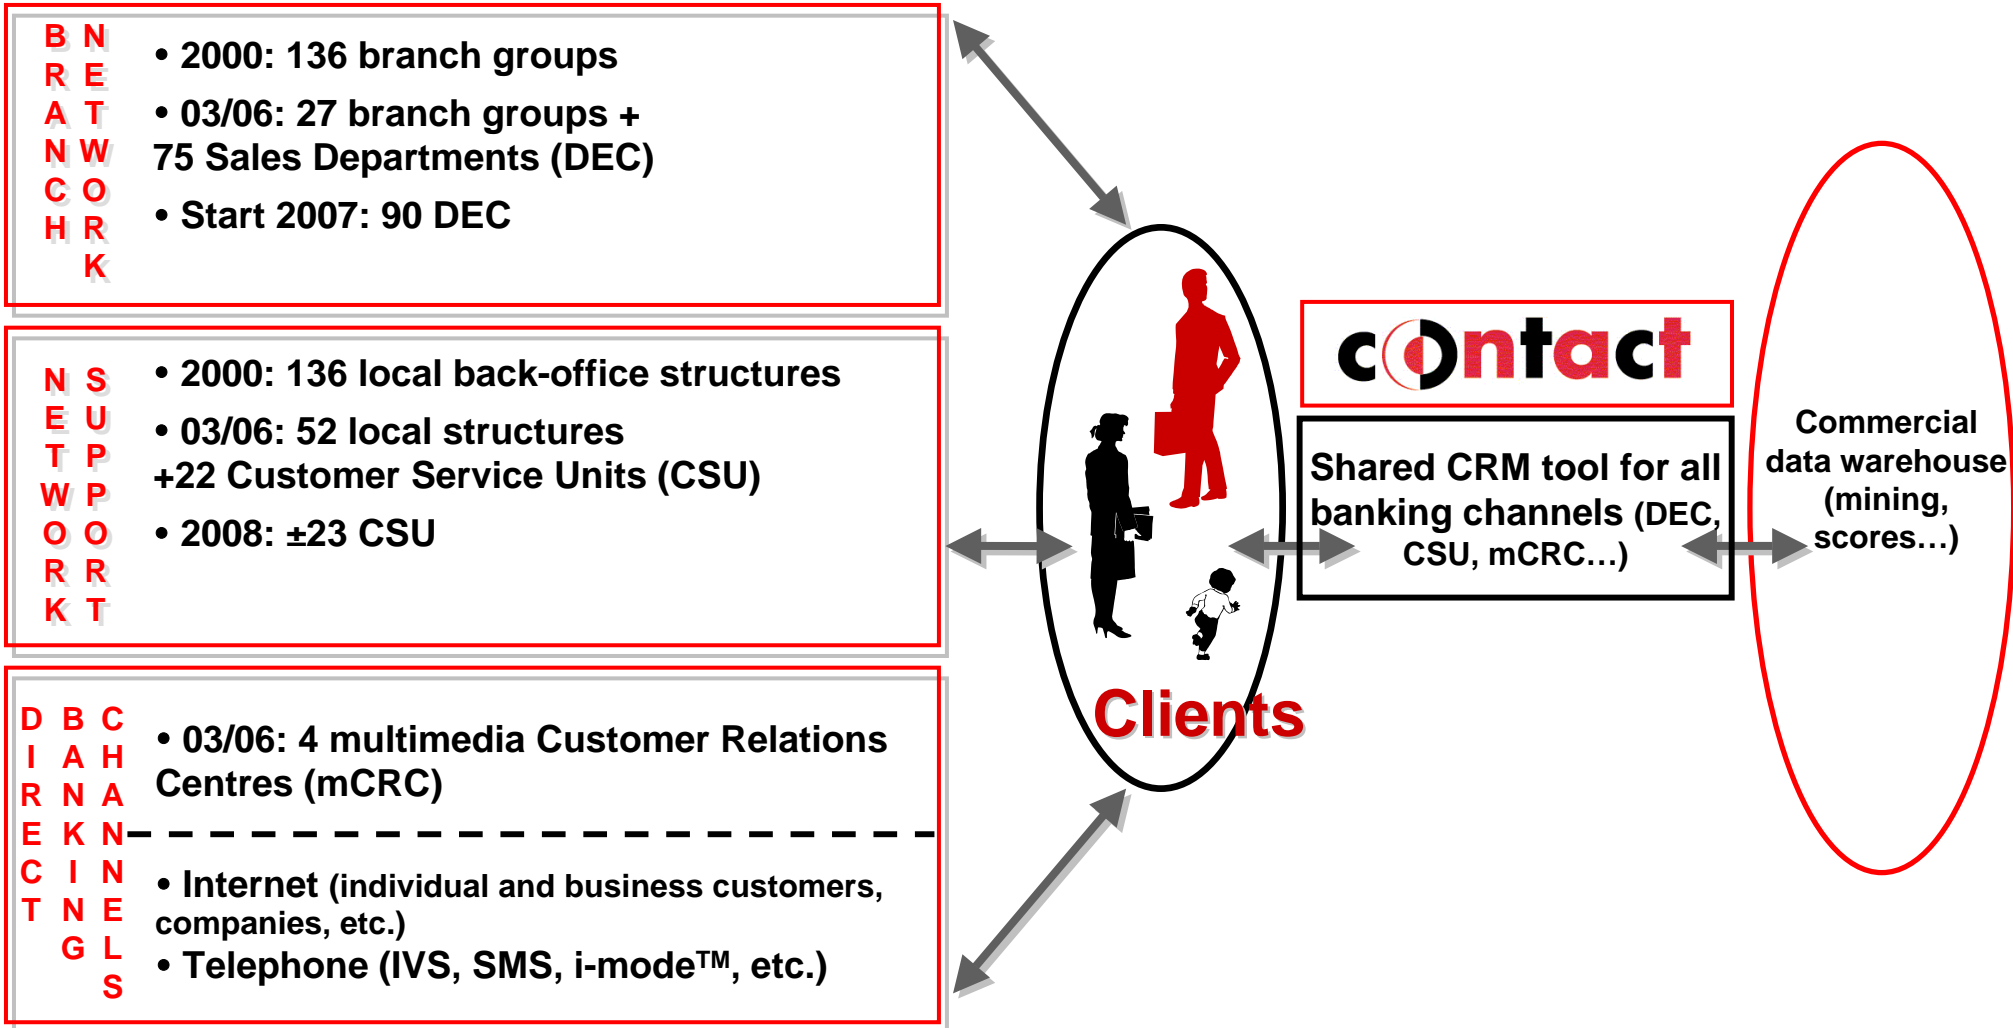 BRANCH NETWORK
• 2000: 136 branch groups
• 03/06: 27 branch groups +
75 Sales Departments (DEC)
• Start 2007: 90 DEC
NETWORK SUPPORT
• 2000: 136 local back-office structures
• 03/06: 52 local structures
+22 Customer Service Units (CSU)
• 2008: ±23 CSU
DIRECT BANKING CHANNELS
• 03/06: 4 multimedia Customer Relations
Centres (mCRC)
• Internet (individual and business customers,
companies, etc.)
• Telephone (IVS, SMS, i-mode™, etc.)
Clients
contact
Shared CRM tool for all
banking channels (DEC,
CSU, mCRC…)
Commercial
data warehouse
(mining,
scores…)